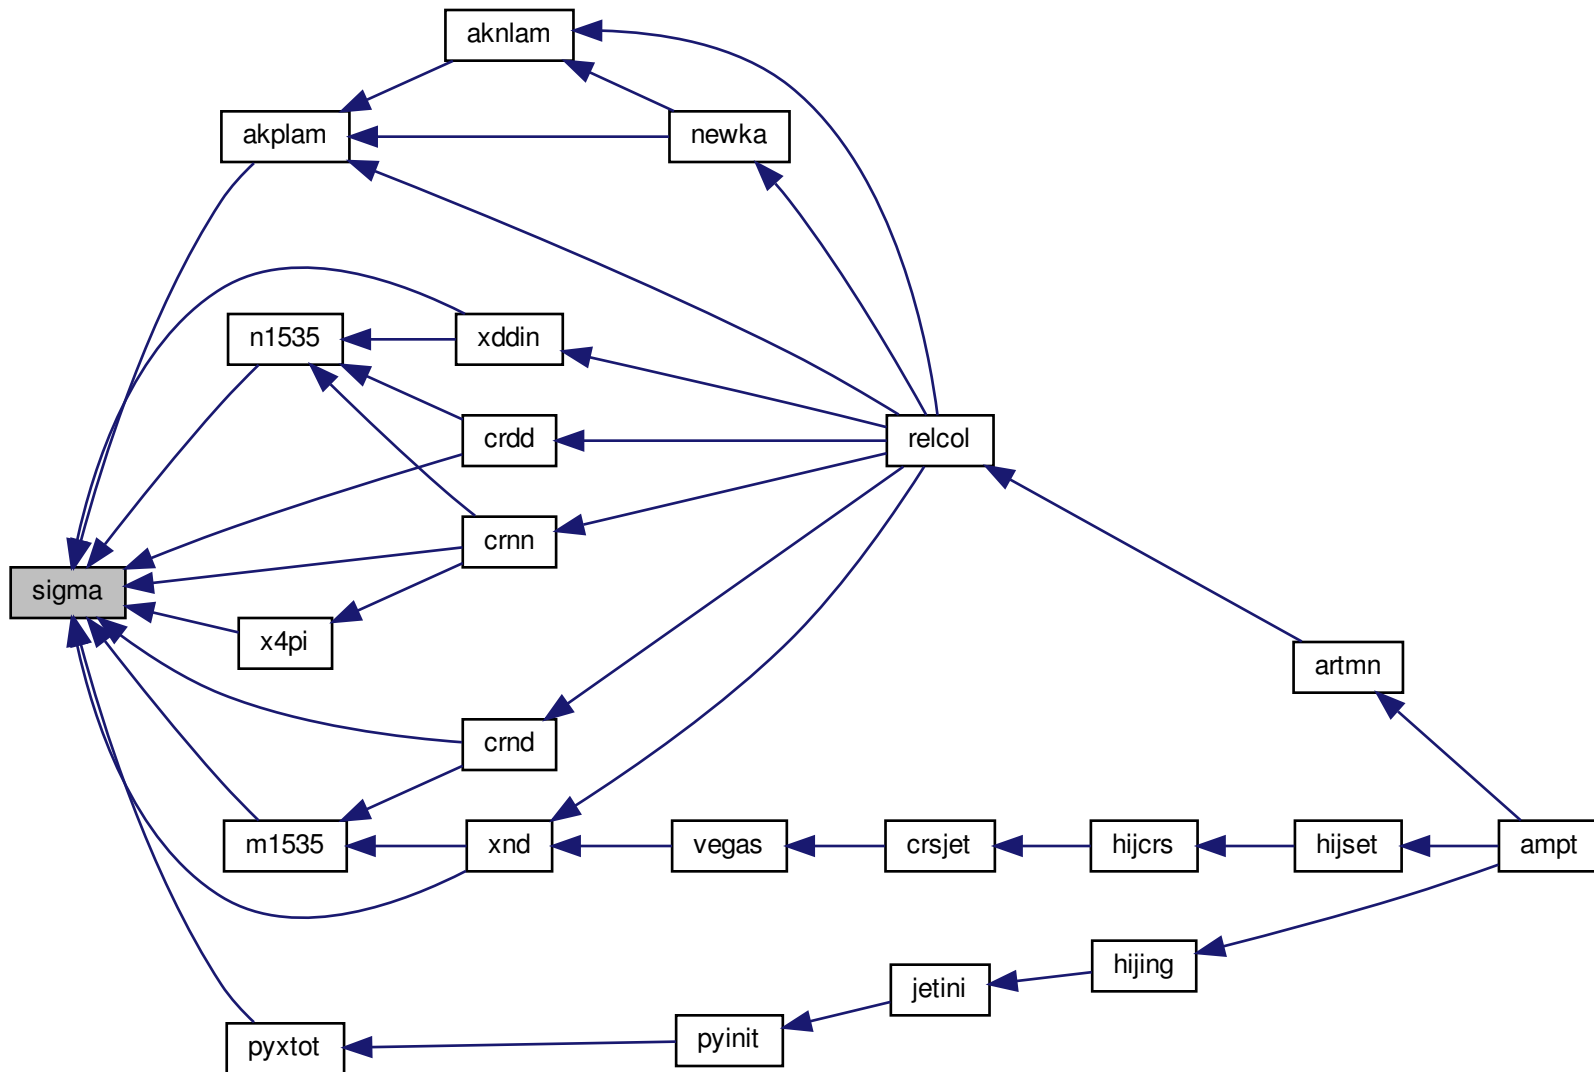 aknlam
akplam
newka
n1535
xddin
crdd
relcol
crnn
sigma
x4pi
artmn
crnd
m1535
xnd
vegas
crsjet
hijcrs
hijset
ampt
hijing
jetini
pyxtot
pyinit